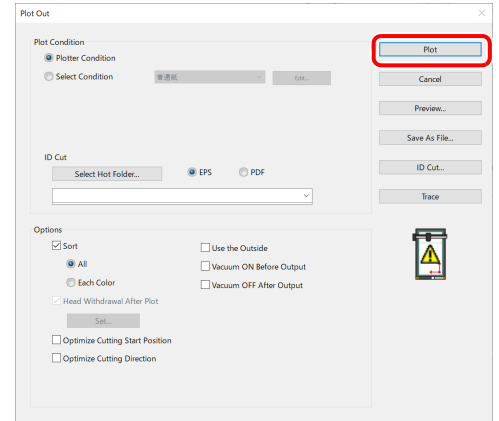 Plot Out
Plot Condition
Plotter Condition
Select Condition
普通紙
Edit...
ID Cut
Select Hot Folder...
EPS
PDF
Options
Sort
All
Each Color
Head Withdrawal After Plot
Set...
Optimize Cutting Start Position
Optimize Cutting Direction
Use the Outside
Vacuum ON Before Output
Vacuum OFF After Output
Plot
Cancel
Preview...
Save As File...
ID Cut...
Trace